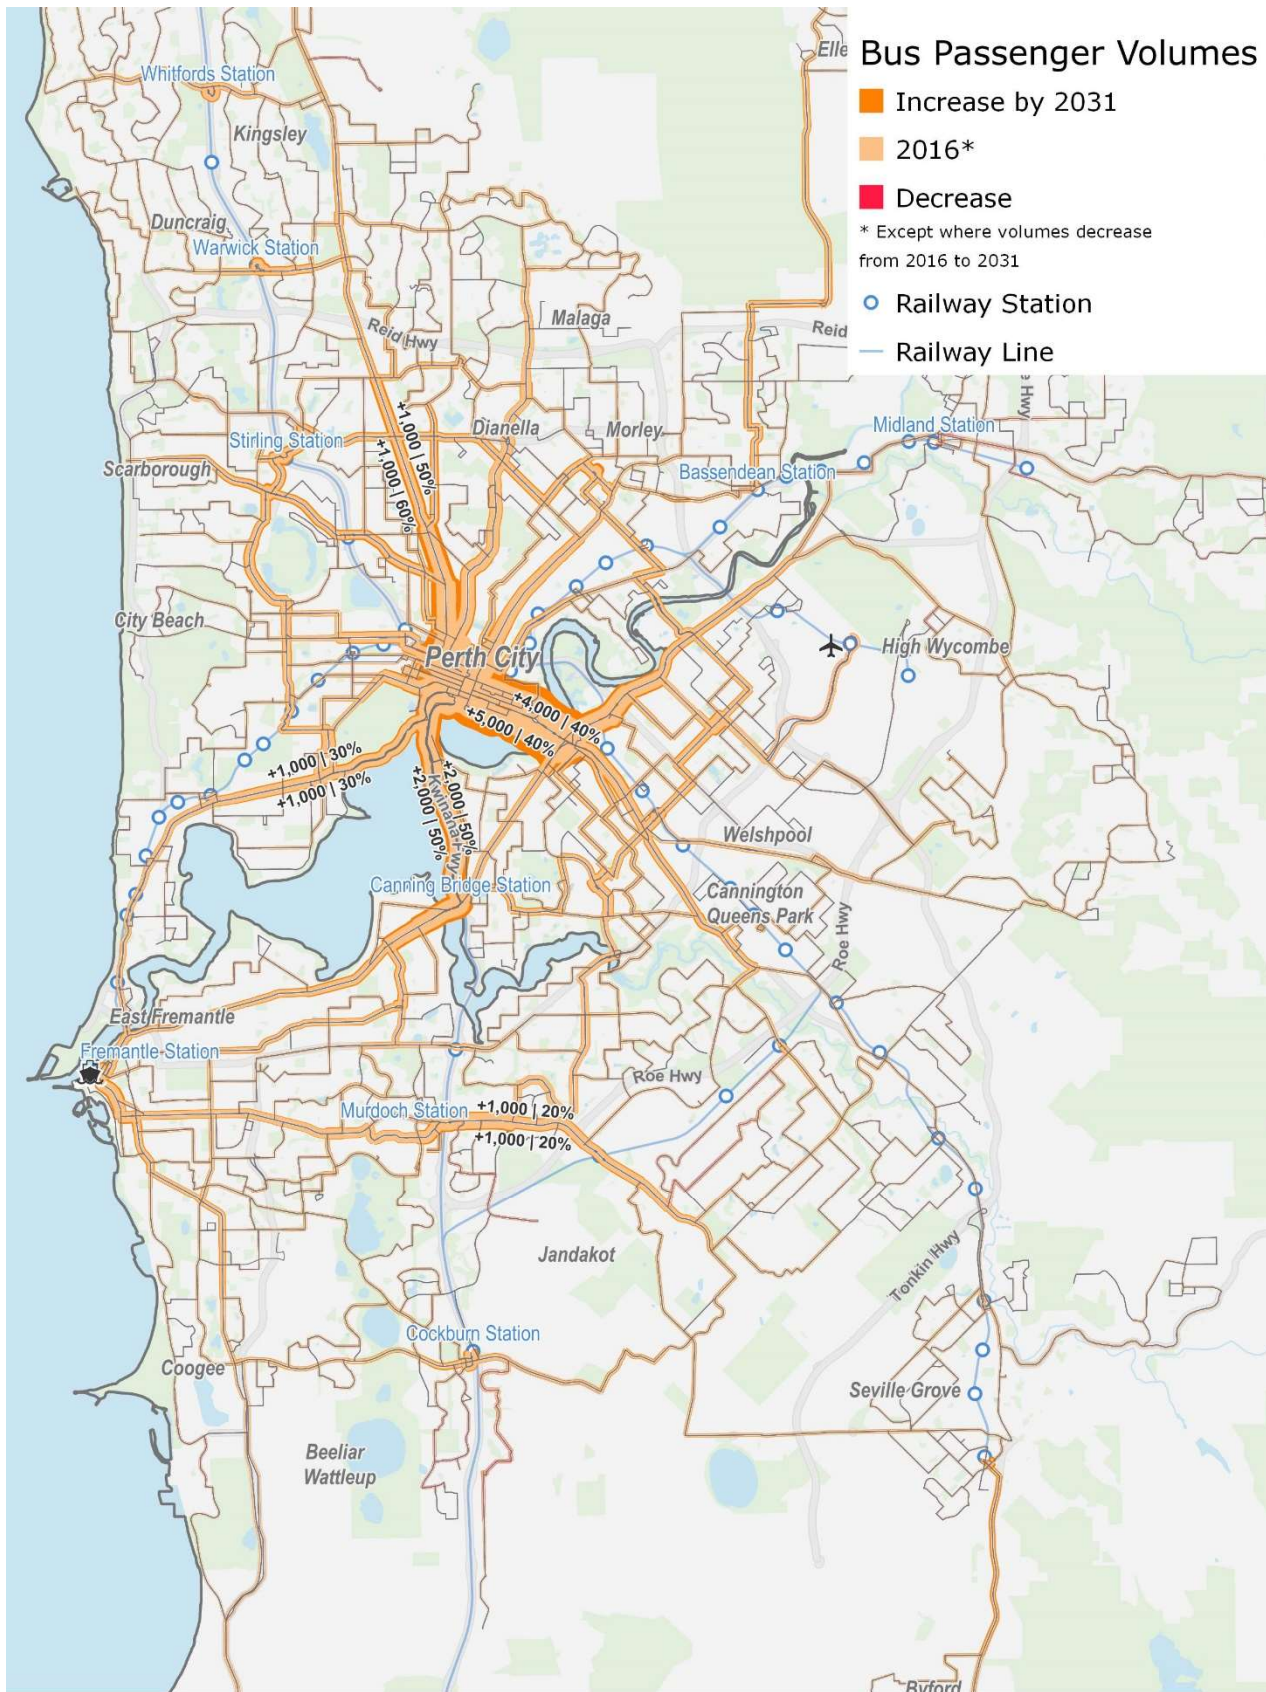 Bus Passenger Volumes
Increase by 2031
2016*
Decrease
* Except where volumes decrease
from 2016 to 2031
Railway Station
Railway Line
Elle
Whitfords Station
Kingsley
Duncraig
Warwick Station
Malaga
Reid Hwy
Reid
Hwy
+1,000 | 50%
+1,000 | 60%
Dianella
Morley
Midland Station
Stirling Station
Scarborough
Bassendean Station
City Beach
Perth City
High Wycombe
+4,000 | 40%
+5,000 | 40%
+1,000 | 30%
+1,000 | 30%
+2,000 | 50%
+2,000 | 50%
Kwinana Fwy
Welshpool
Canning Bridge Station
Cannington
Queens Park
Roe Hwy
East Fremantle
Fremantle Station
Roe Hwy
Murdoch Station
+1,000 | 20%
+1,000 | 20%
Jandakot
Tonkin Hwy
Cockburn Station
Coogee
Seville Grove
Beeliar
Wattleup
Byford